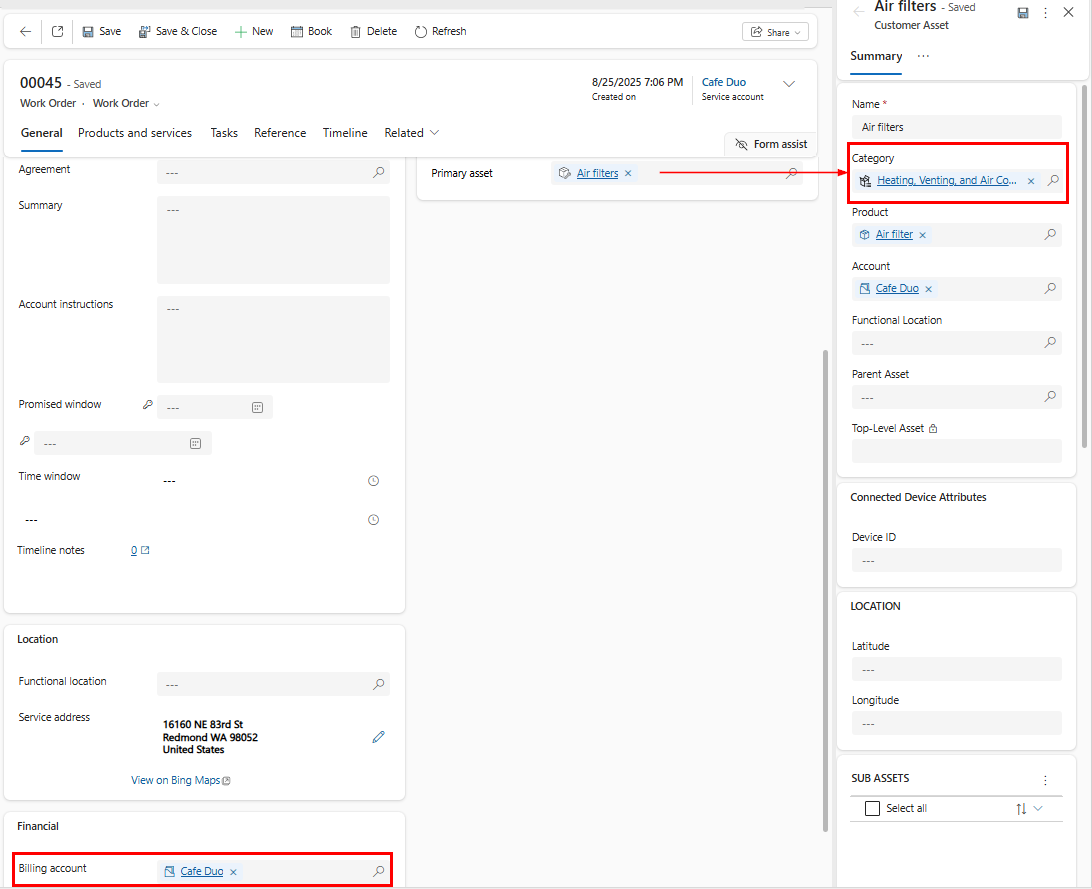 Save
Save & Close
New
Book
Delete
Refresh
Share
00045 - Saved
Work Order · Work Order
8/25/2025 7:06 PM
Created on
Cafe Duo
Service account
General
Products and services
Tasks
Reference
Timeline
Related
Form assist
Agreement
---
Summary
---
Account instructions
---
Promised window
---
---
Time window
---
---
Timeline notes
0
Primary asset
Air filters ×
Location
Functional location
---
Service address
16160 NE 83rd St
Redmond WA 98052
United States
View on Bing Maps
Financial
Billing account
Cafe Duo ×
Air filters - Saved
Customer Asset
Summary
...
Name *
Air filters
Category
Heating, Venting, and Air Co... ×
Product
Air filter ×
Account
Cafe Duo ×
Functional Location
---
Parent Asset
---
Top-Level Asset
Connected Device Attributes
Device ID
---
LOCATION
Latitude
---
Longitude
---
SUB ASSETS
Select all